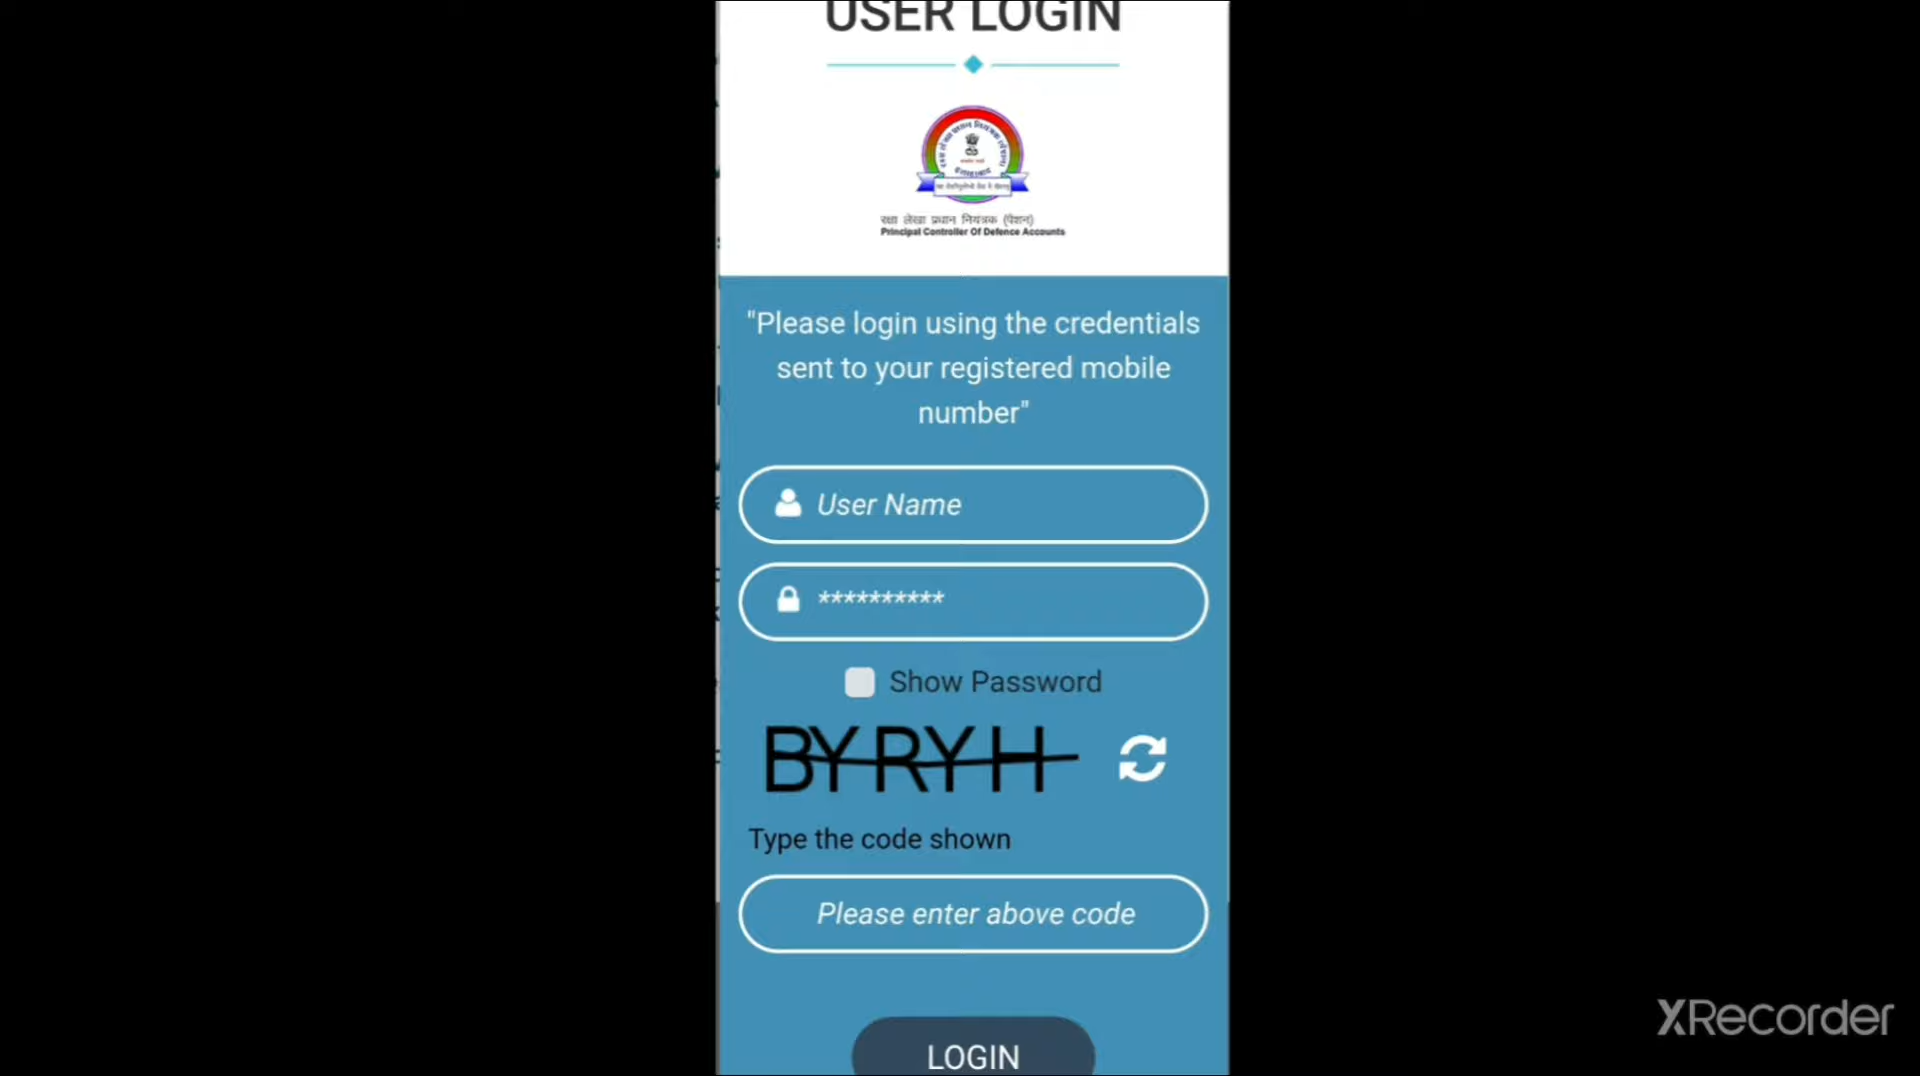 USER LOGIN
रक्षा लेखा प्रधान नियंत्रक (पेंशन)
Principal Controller Of Defence Accounts
"Please login using the credentials
sent to your registered mobile
number"
User Name
**********
Show Password
BYRYH
Type the code shown
Please enter above code
LOGIN
XRecorder